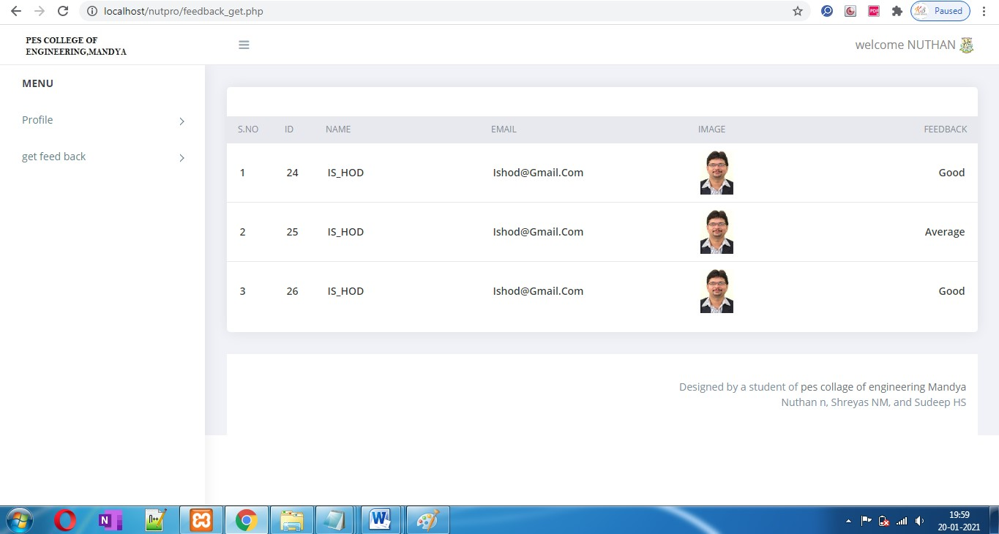 localhost/nutpro/feedback_get.php
Paused
PES COLLEGE OF
ENGINEERING,MANDYA
welcome NUTHAN
MENU
Profile
get feed back
S.NO ID NAME EMAIL IMAGE FEEDBACK
1 24 IS_HOD Ishod@Gmail.Com Good
2 25 IS_HOD Ishod@Gmail.Com Average
3 26 IS_HOD Ishod@Gmail.Com Good
Designed by a student of pes collage of engineering Mandya
Nuthan n, Shreyas NM, and Sudeep HS
19:59
20-01-2021